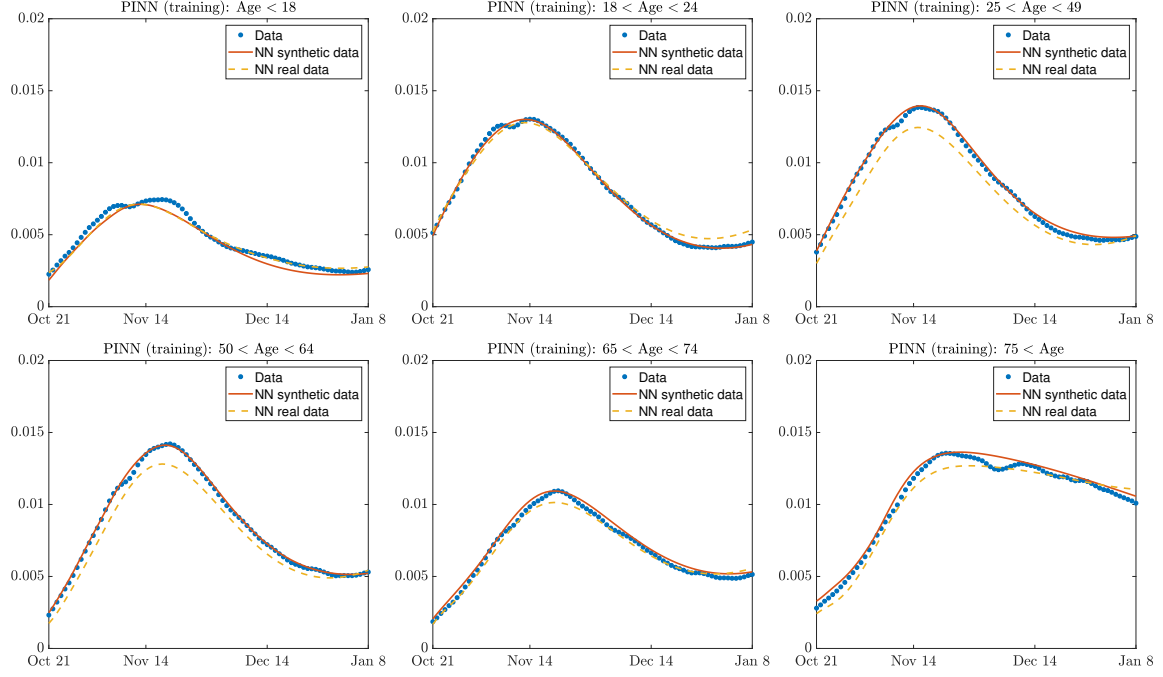 PINN (training): Age < 18
0.02
0.015
0.01
0.005
0
Oct 21
Nov 14
Dec 14
Jan 8
Data
NN synthetic data
NN real data
PINN (training): 18 < Age < 24
0.02
0.015
0.01
0.005
0
Oct 21
Nov 14
Dec 14
Jan 8
Data
NN synthetic data
NN real data
PINN (training): 25 < Age < 49
0.02
0.015
0.01
0.005
0
Oct 21
Nov 14
Dec 14
Jan 8
Data
NN synthetic data
NN real data
PINN (training): 50 < Age < 64
0.02
0.015
0.01
0.005
0
Oct 21
Nov 14
Dec 14
Jan 8
Data
NN synthetic data
NN real data
PINN (training): 65 < Age < 74
0.02
0.015
0.01
0.005
0
Oct 21
Nov 14
Dec 14
Jan 8
Data
NN synthetic data
NN real data
PINN (training): 75 < Age
0.02
0.015
0.01
0.005
0
Oct 21
Nov 14
Dec 14
Jan 8
Data
NN synthetic data
NN real data